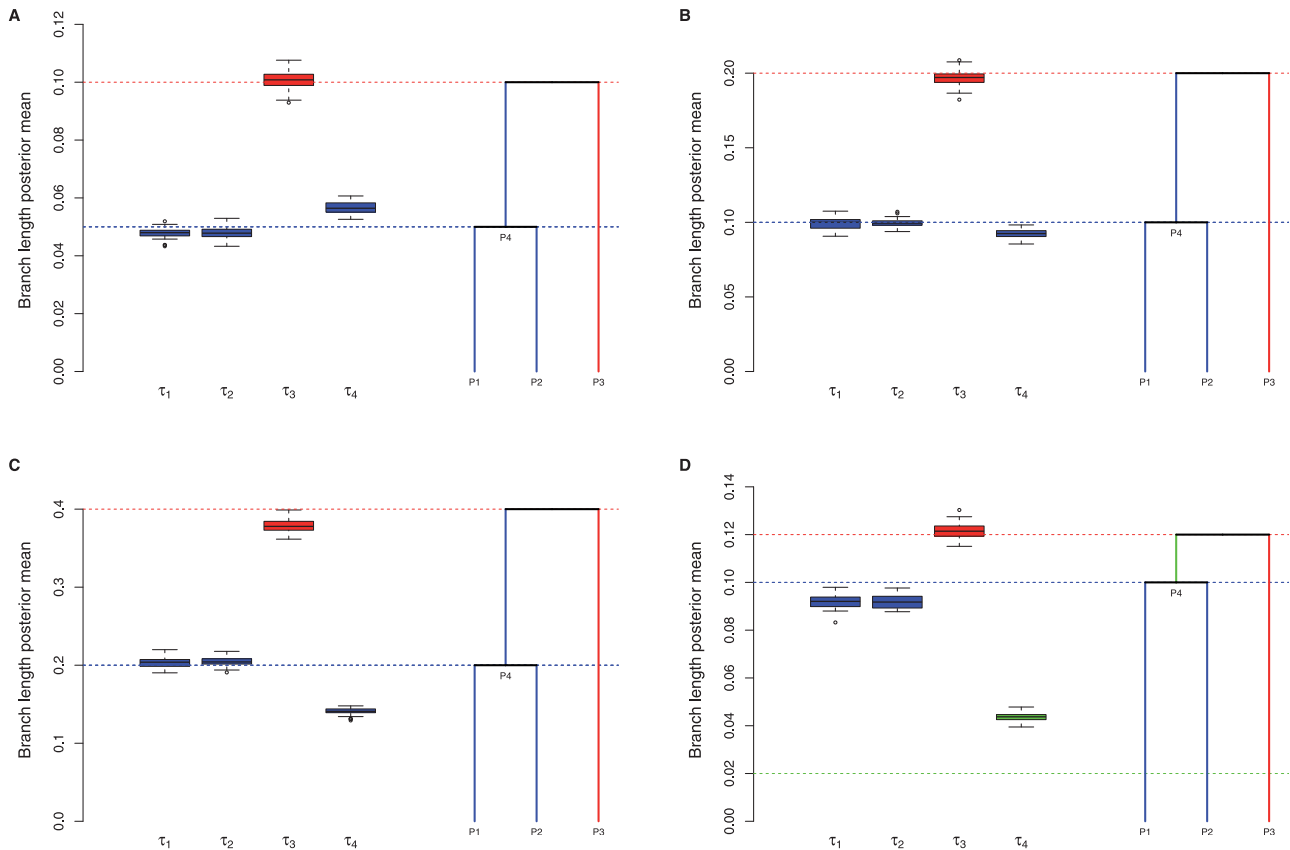 A
Branch length posterior mean
0.12
0.10
0.08
0.06
0.04
0.02
0.00
τ1 τ2 τ3 τ4
P4
P1 P2 P3
B
Branch length posterior mean
0.20
0.15
0.10
0.05
0.00
τ1 τ2 τ3 τ4
P4
P1 P2 P3
C
Branch length posterior mean
0.4
0.3
0.2
0.1
0.0
τ1 τ2 τ3 τ4
P4
P1 P2 P3
D
Branch length posterior mean
0.14
0.12
0.10
0.08
0.06
0.04
0.02
0.00
τ1 τ2 τ3 τ4
P4
P1 P2 P3